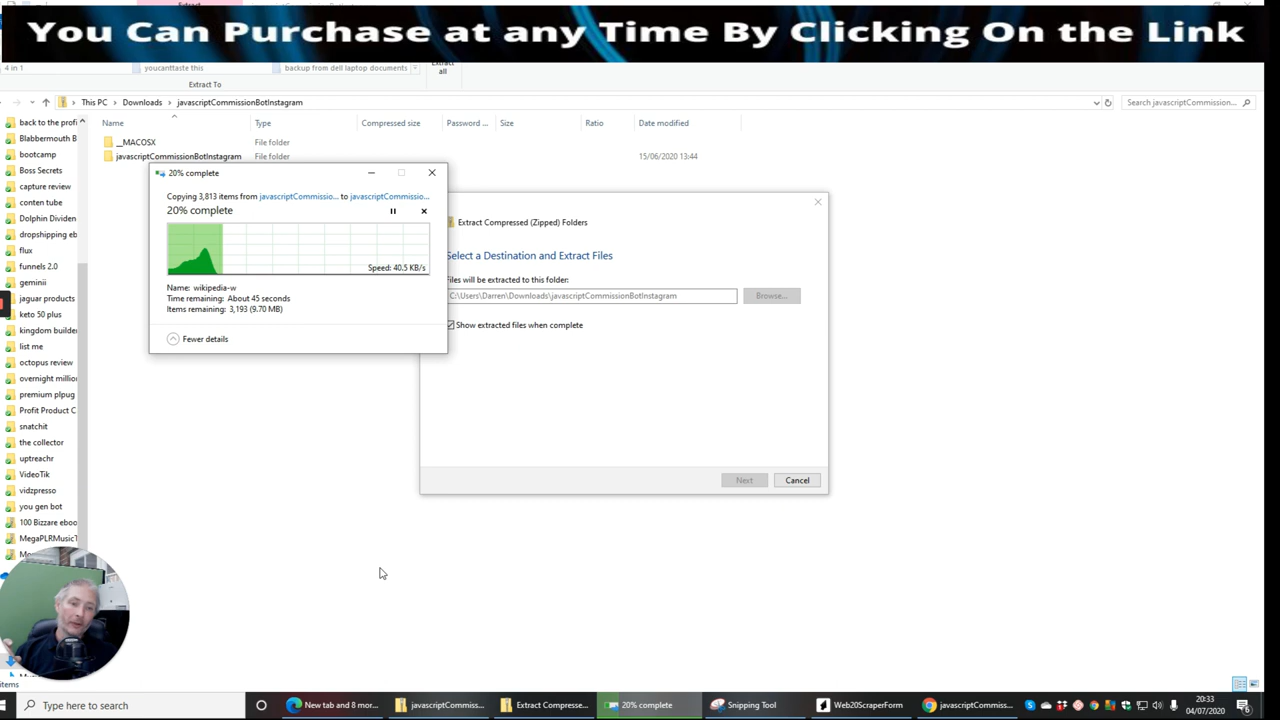 You Can Purchase at any Time By Clicking On the Link
Extract
4 in 1
youcanttaste this
backup from dell laptop documents
Extract
all
Extract To
This PC
Downloads
javascriptCommissionBotInstagram
Search javascriptCommission...
Name
Type
Compressed size
Password ...
Size
Ratio
Date modified
__MACOSX
File folder
javascriptCommissionBotInstagram
File folder
15/06/2020 13:44
back to the profi
Blabbermouth B
bootcamp
Boss Secrets
capture review
conten tube
Dolphin Dividen
dropshipping eb
flux
funnels 2.0
geminii
jaguar products
keto 50 plus
kingdom builder
list me
octopus review
overnight millio
premium plpug
Profit Product C
snatchit
the collector
uptreachr
VideoTik
vidzpresso
you gen bot
100 Bizzare eboo
MegaPLRMusicT
20% complete
Copying 3,813 items from javascriptCommissio... to javascriptCommissio...
20% complete
Speed: 40.5 KB/s
Name: wikipedia-w
Time remaining: About 45 seconds
Items remaining: 3,193 (9.70 MB)
Fewer details
Extract Compressed (Zipped) Folders
Select a Destination and Extract Files
Files will be extracted to this folder:
C:\Users\Darren\Downloads\javascriptCommissionBotInstagram
Browse...
Show extracted files when complete
Next
Cancel
items
Type here to search
New tab and 8 mor...
javascriptCommiss...
Extract Compresse...
20% complete
Snipping Tool
Web20ScraperForm
javascriptCommiss...
20:33
04/07/2020
6